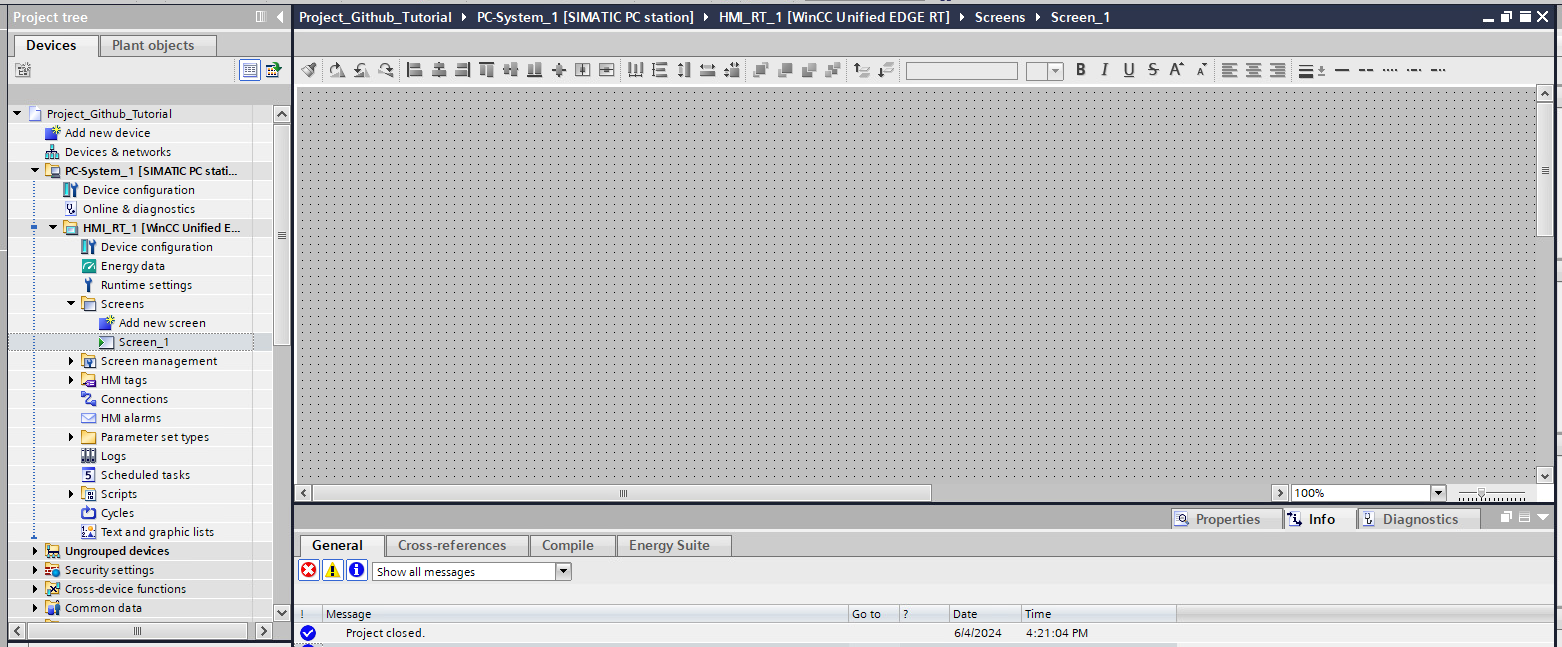 Project tree
Project_Github_Tutorial PC-System_1 [SIMATIC PC station] HMI_RT_1 [WinCC Unified EDGE RT] Screens Screen_1
Devices
Plant objects
B I U S A A
Project_Github_Tutorial
Add new device
Devices & networks
PC-System_1 [SIMATIC PC stati...
Device configuration
Online & diagnostics
HMI_RT_1 [WinCC Unified E...
Device configuration
Energy data
Runtime settings
Screens
Add new screen
Screen_1
Screen management
HMI tags
Connections
HMI alarms
Parameter set types
Logs
Scheduled tasks
Scripts
Cycles
Text and graphic lists
Ungrouped devices
Security settings
Cross-device functions
Common data
100%
Properties Info Diagnostics
General Cross-references Compile Energy Suite
Show all messages
! Message Go to ? Date Time
Project closed. 6/4/2024 4:21:04 PM